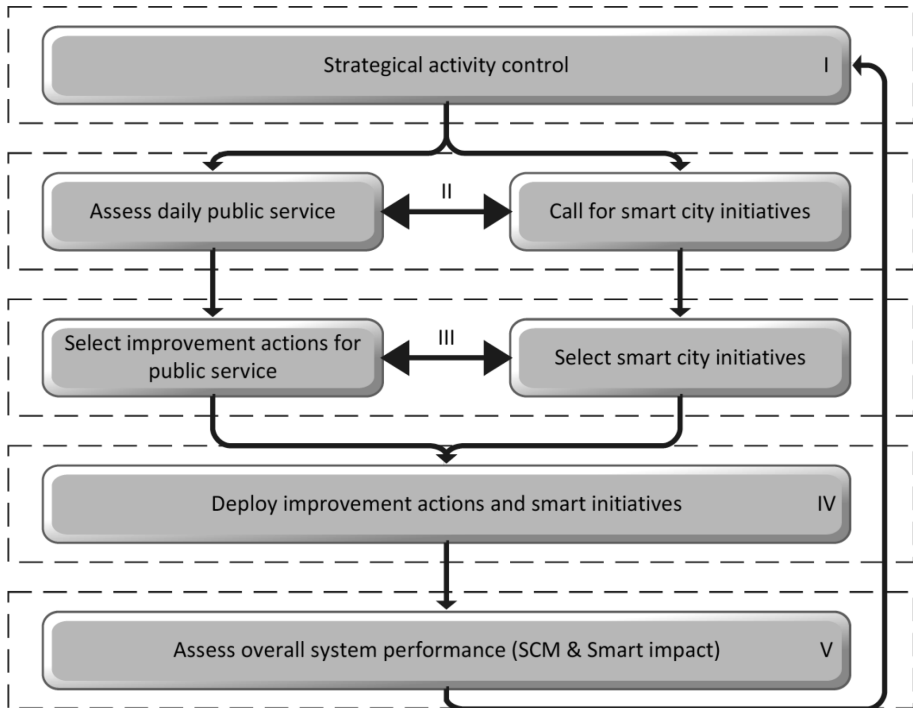 Strategical activity control I
II
Assess daily public service
Call for smart city initiatives
III
Select improvement actions for
public service
Select smart city initiatives
Deploy improvement actions and smart initiatives IV
Assess overall system performance (SCM & Smart impact) V